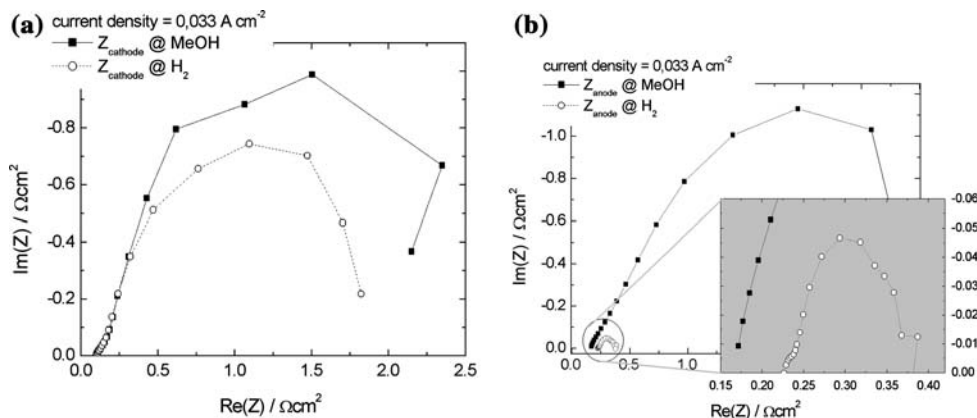 (a)
current density = 0,033 A cm⁻²
Z_cathode @ MeOH
Z_cathode @ H₂
-0.8
-0.6
-0.4
-0.2
0.0
Im(Z) / Ωcm²
0.0 0.5 1.0 1.5 2.0 2.5
Re(Z) / Ωcm²
(b)
current density = 0,033 A cm⁻²
Z_anode @ MeOH
Z_anode @ H₂
-1.0
-0.8
-0.6
-0.4
-0.2
0.0
Im(Z) / Ωcm²
0.0 0.5 1.0
-0.06
-0.05
-0.04
-0.03
-0.02
-0.01
0.00
0.15 0.20 0.25 0.30 0.35 0.40
Re(Z) / Ωcm²